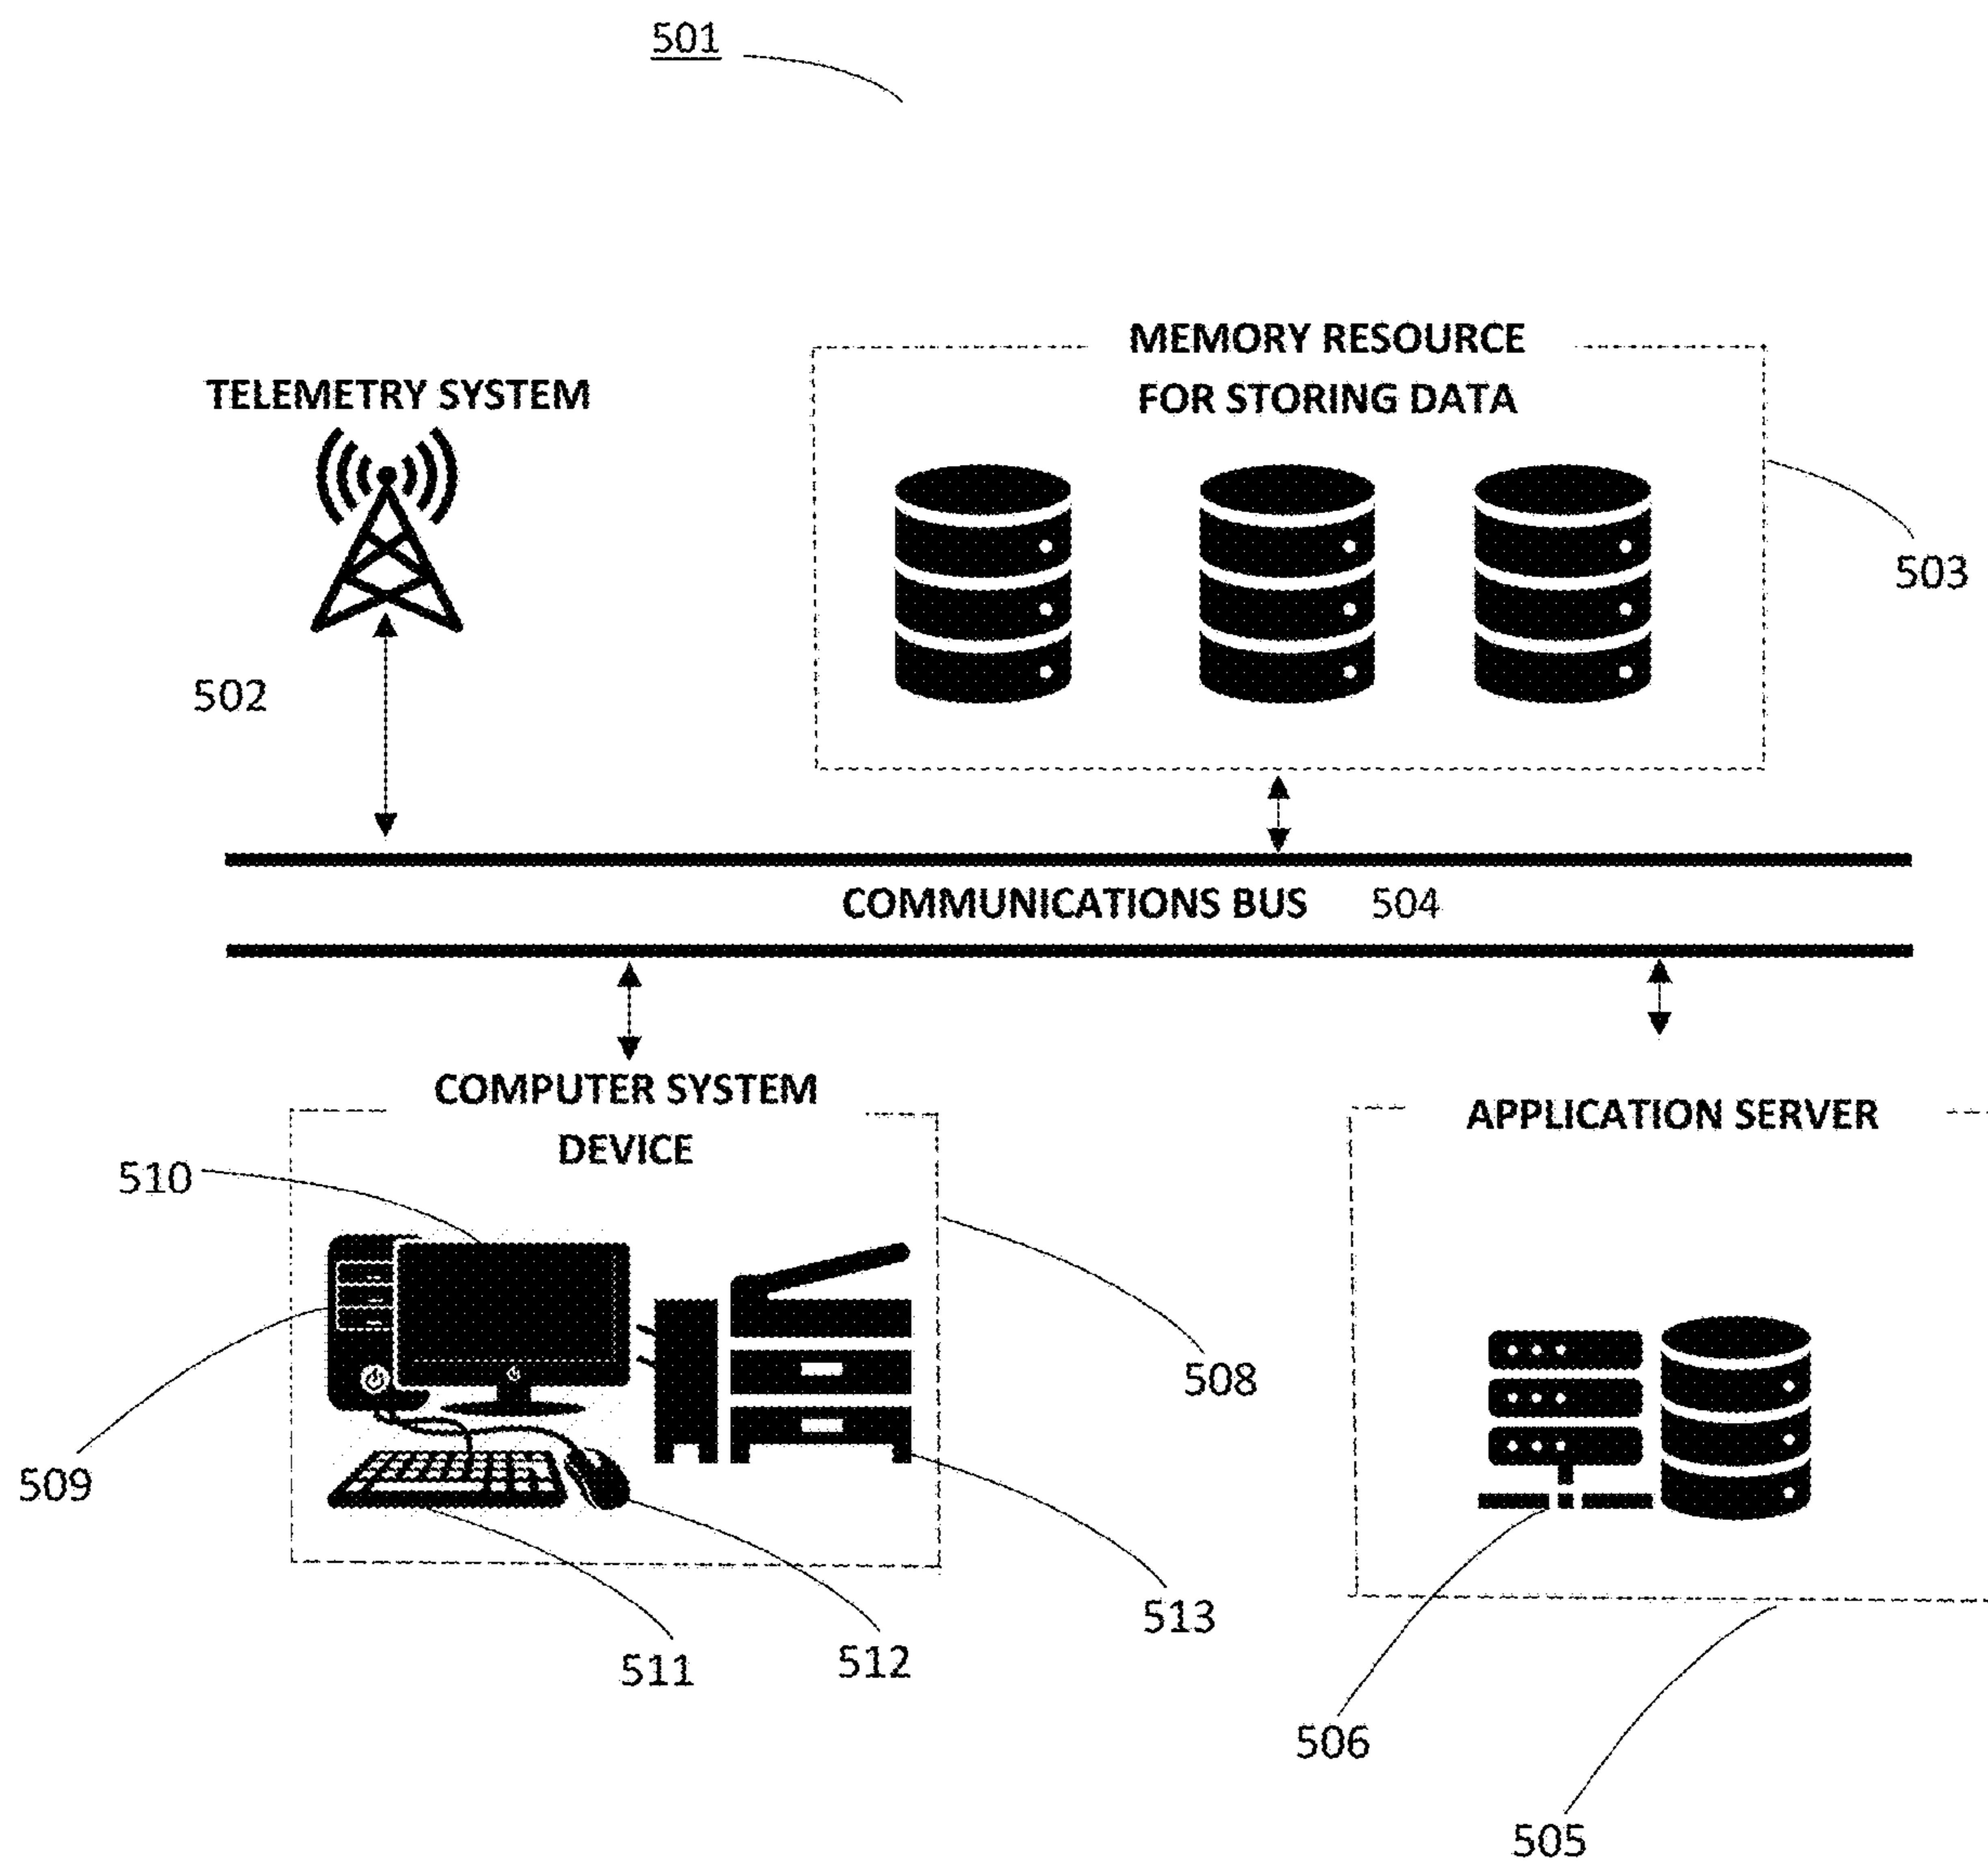 501
MEMORY RESOURCE
FOR STORING DATA
TELEMETRY SYSTEM
503
502
COMMUNICATIONS BUS 504
COMPUTER SYSTEM
DEVICE
APPLICATION SERVER
510
508
509
513
511
512
506
505